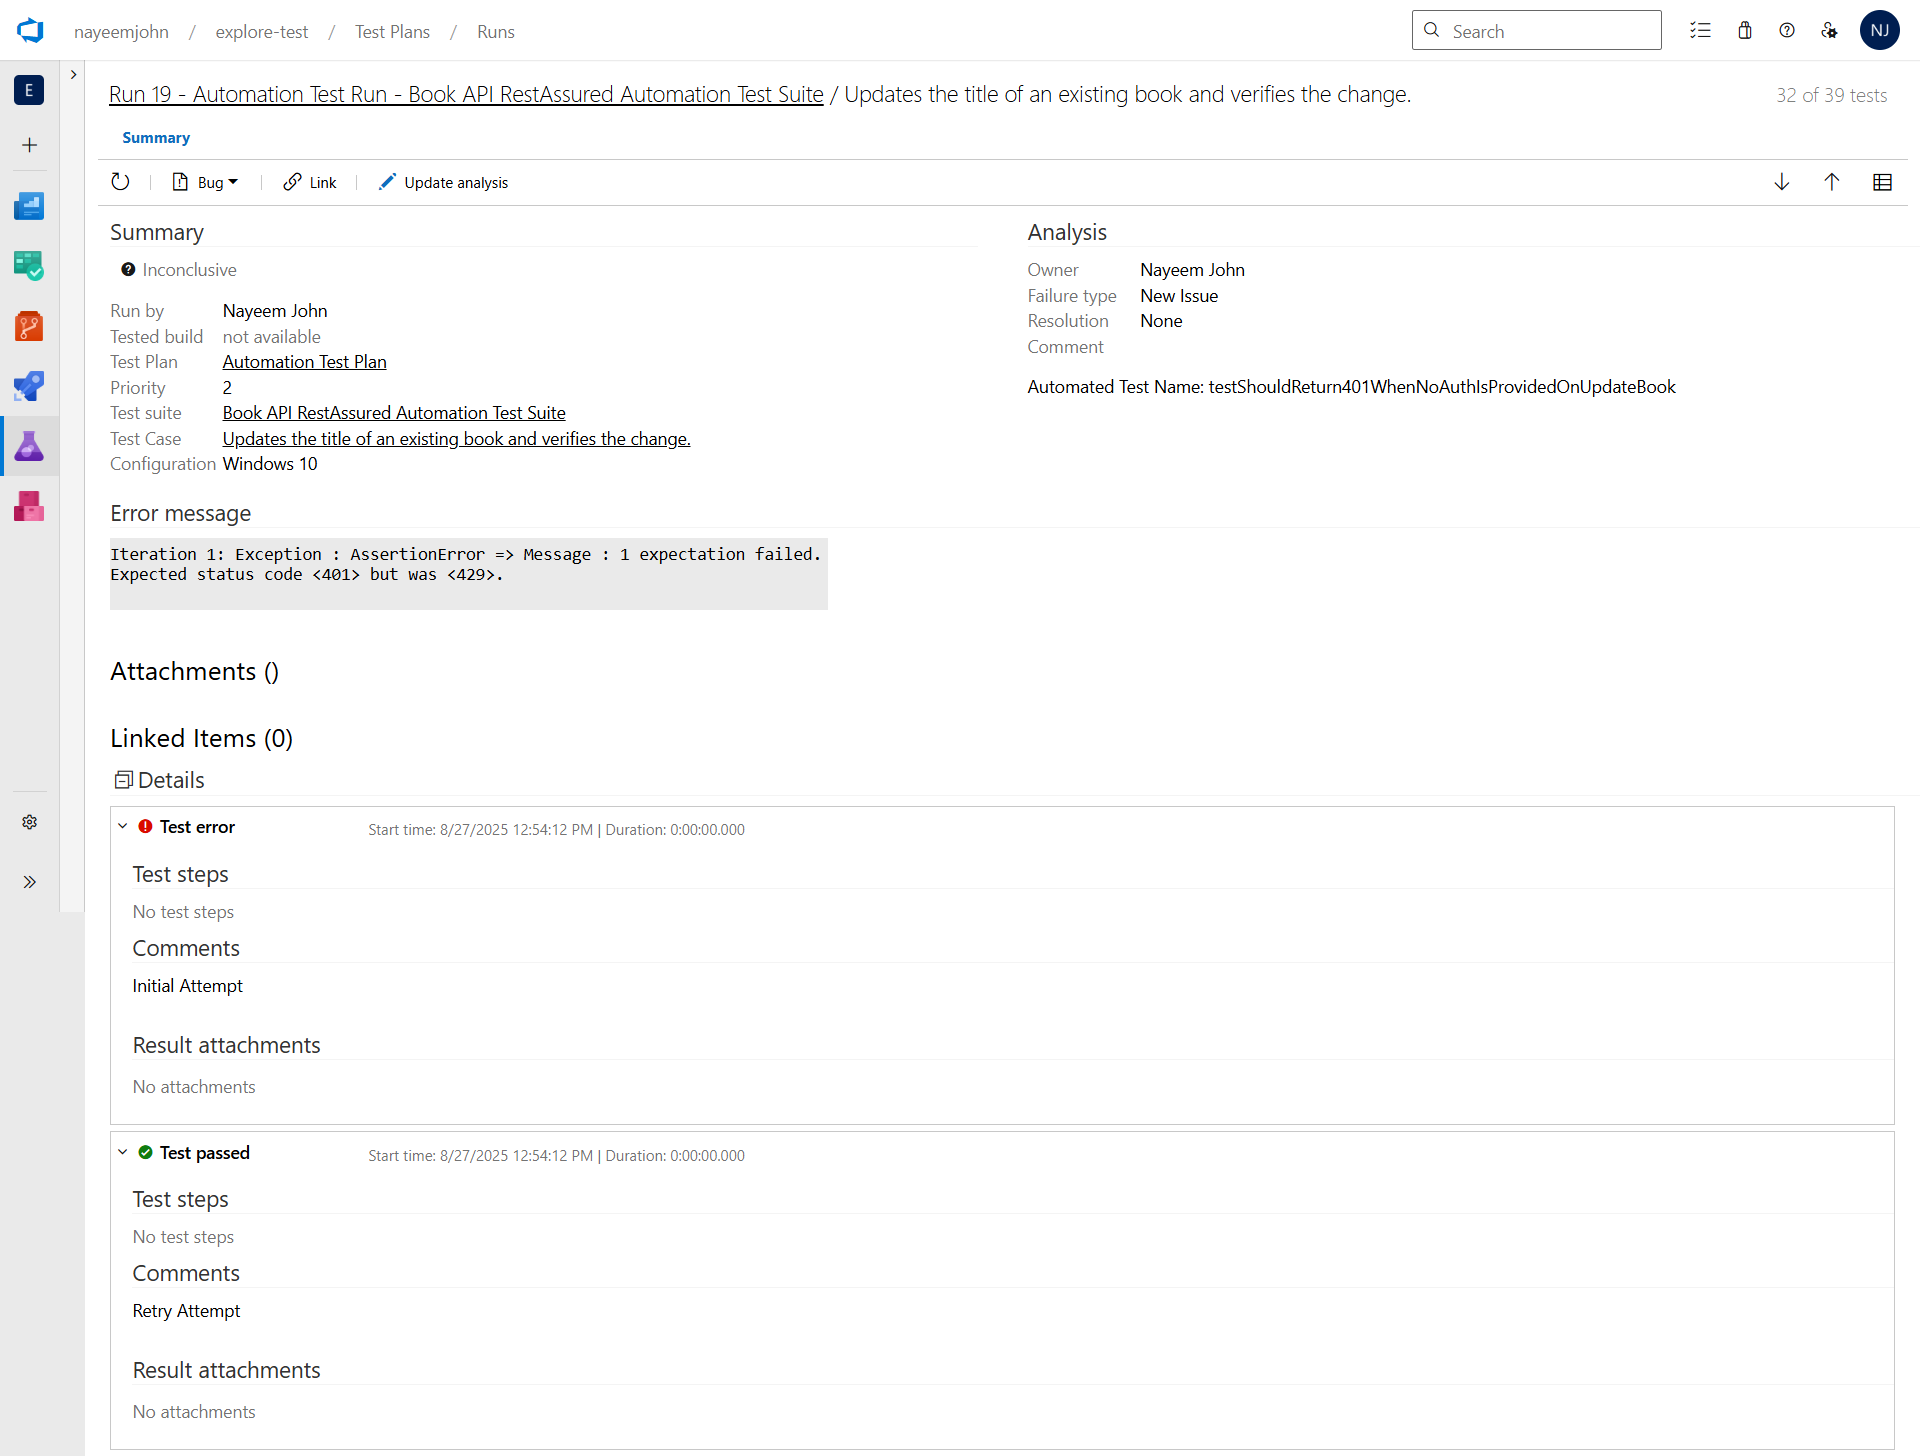 nayeemjohn / explore-test / Test Plans / Runs
Search
NJ
E
Run 19 - Automation Test Run - Book API RestAssured Automation Test Suite / Updates the title of an existing book and verifies the change.
32 of 39 tests
Summary
Bug
Link
Update analysis
Summary
Inconclusive
Run by Nayeem John
Tested build not available
Test Plan Automation Test Plan
Priority 2
Test suite Book API RestAssured Automation Test Suite
Test Case Updates the title of an existing book and verifies the change.
Configuration Windows 10
Analysis
Owner Nayeem John
Failure type New Issue
Resolution None
Comment
Automated Test Name: testShouldReturn401WhenNoAuthIsProvidedOnUpdateBook
Error message
Iteration 1: Exception : AssertionError => Message : 1 expectation failed.
Expected status code <401> but was <429>.
Attachments ()
Linked Items (0)
Details
Test error
Start time: 8/27/2025 12:54:12 PM | Duration: 0:00:00.000
Test steps
No test steps
Comments
Initial Attempt
Result attachments
No attachments
Test passed
Start time: 8/27/2025 12:54:12 PM | Duration: 0:00:00.000
Test steps
No test steps
Comments
Retry Attempt
Result attachments
No attachments